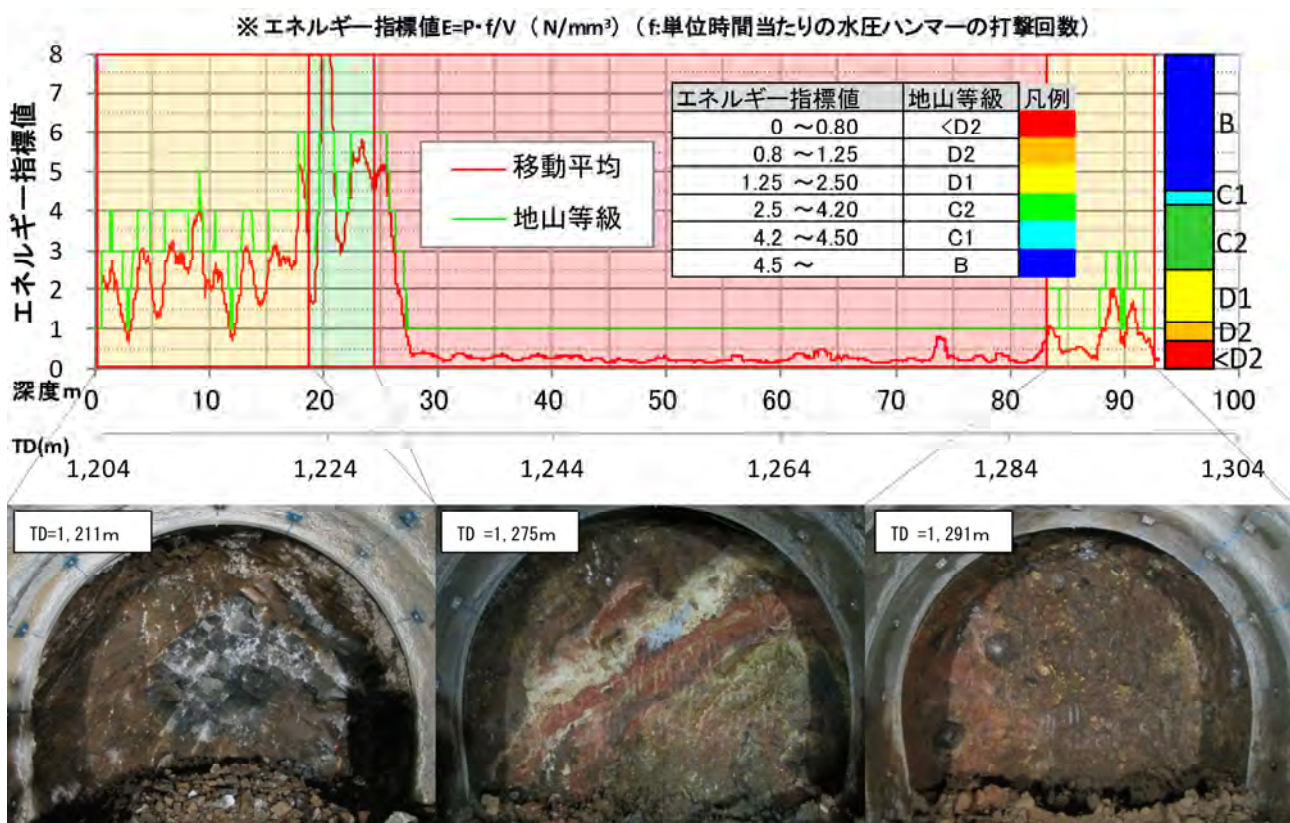 ※ エネルギー指標値E=P・f/V （N/mm³）（f:単位時間当たりの水圧ハンマーの打撃回数）
エネルギー指標値
8
7
6
5
4
3
2
1
0
移動平均
地山等級
エネルギー指標値 地山等級 凡例
0 ～0.80 <D2
0.8 ～1.25 D2
1.25 ～2.50 D1
2.5 ～4.20 C2
4.2 ～4.50 C1
4.5 ～ B
B
C1
C2
D1
D2
<D2
深度m 0 10 20 30 40 50 60 70 80 90 100
TD(m)
1,204 1,224 1,244 1,264 1,284 1,304
TD=1,211m
TD =1,275m
TD =1,291m